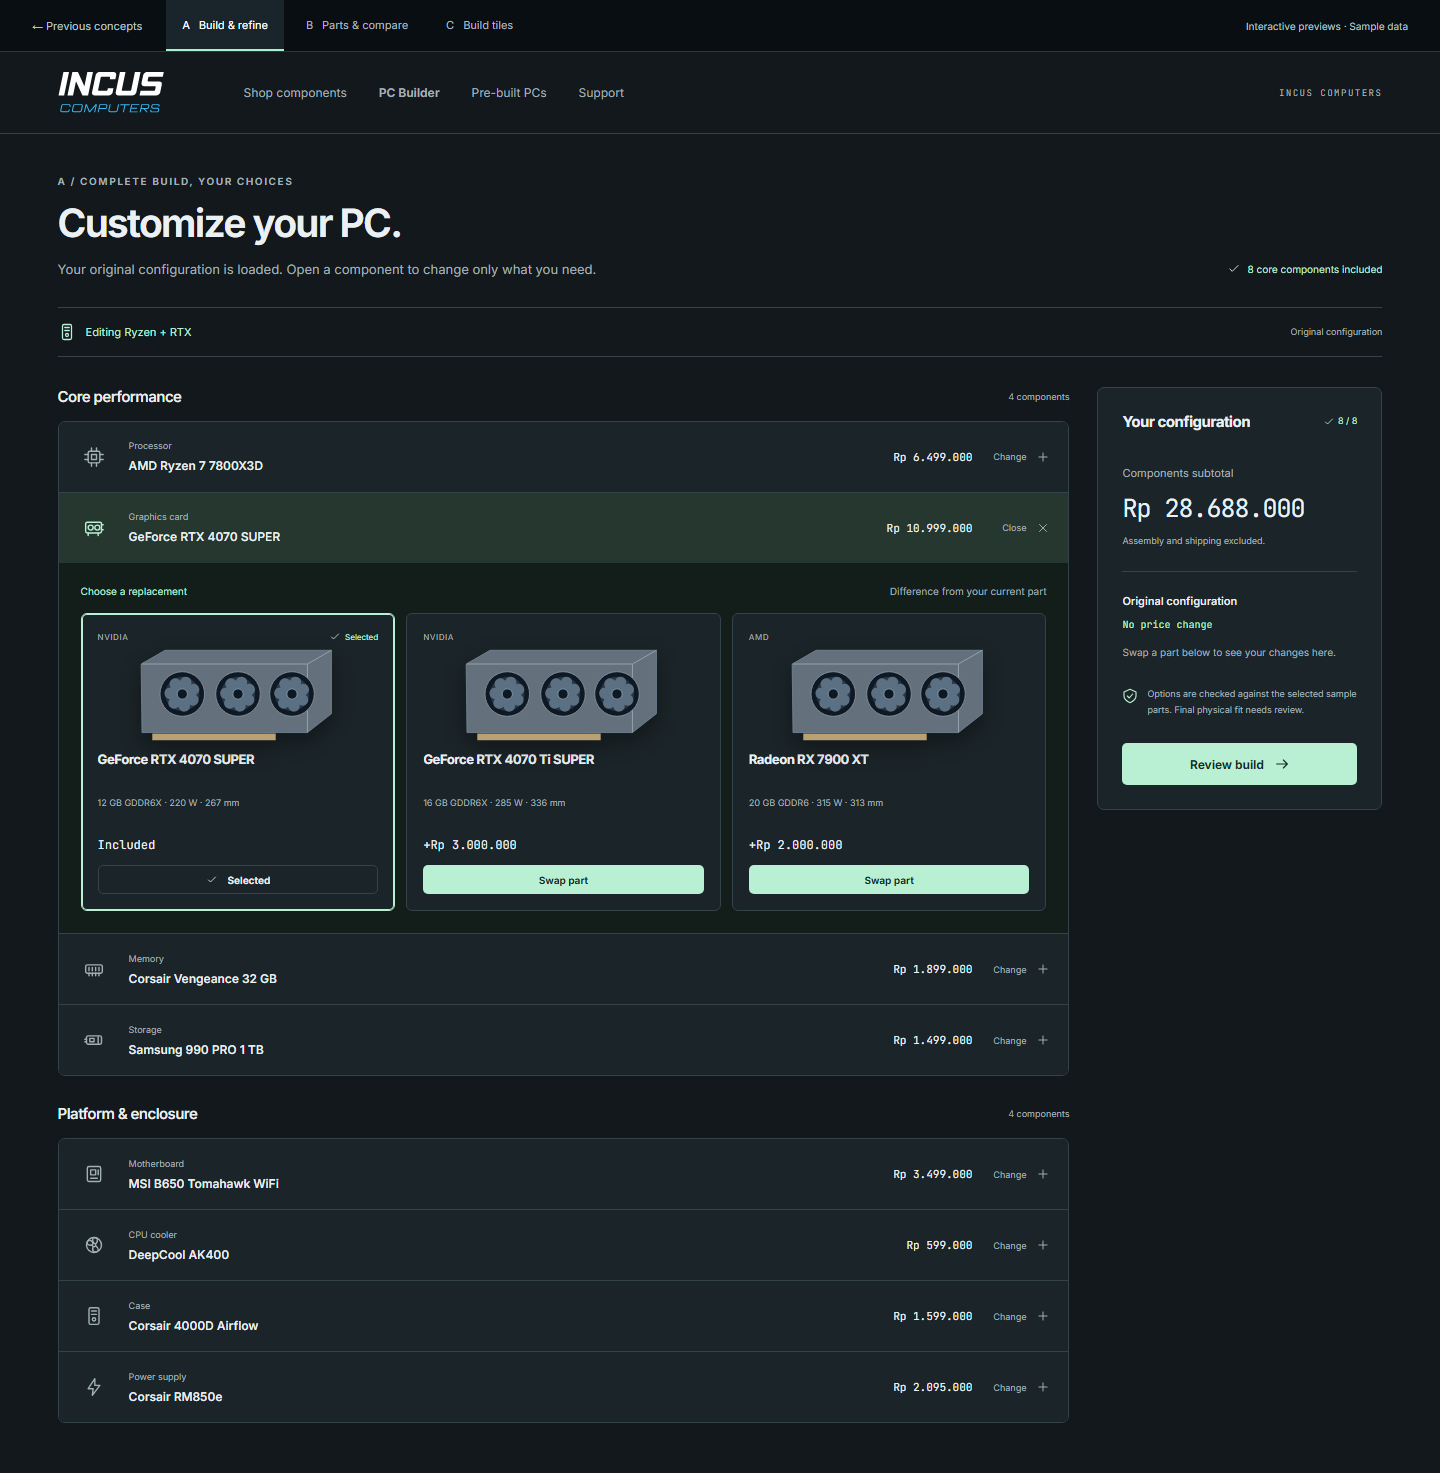 ← Previous concepts
A Build & refine
B Parts & compare
C Build tiles
Interactive previews · Sample data
INCUS
COMPUTERS
Shop components
PC Builder
Pre-built PCs
Support
INCUS COMPUTERS
A / COMPLETE BUILD, YOUR CHOICES
Customize your PC.
Your original configuration is loaded. Open a component to change only what you need.
8 core components included
Editing Ryzen + RTX
Original configuration
Core performance
4 components
Processor
AMD Ryzen 7 7800X3D
Rp 6.499.000
Change
Graphics card
GeForce RTX 4070 SUPER
Rp 10.999.000
Close
Choose a replacement
Difference from your current part
NVIDIA
Selected
GeForce RTX 4070 SUPER
12 GB GDDR6X · 220 W · 267 mm
Included
Selected
NVIDIA
GeForce RTX 4070 Ti SUPER
16 GB GDDR6X · 285 W · 336 mm
+Rp 3.000.000
Swap part
AMD
Radeon RX 7900 XT
20 GB GDDR6 · 315 W · 313 mm
+Rp 2.000.000
Swap part
Memory
Corsair Vengeance 32 GB
Rp 1.899.000
Change
Storage
Samsung 990 PRO 1 TB
Rp 1.499.000
Change
Platform & enclosure
4 components
Motherboard
MSI B650 Tomahawk WiFi
Rp 3.499.000
Change
CPU cooler
DeepCool AK400
Rp 599.000
Change
Case
Corsair 4000D Airflow
Rp 1.599.000
Change
Power supply
Corsair RM850e
Rp 2.095.000
Change
Your configuration
8 / 8
Components subtotal
Rp 28.688.000
Assembly and shipping excluded.
Original configuration
No price change
Swap a part below to see your changes here.
Options are checked against the selected sample
parts. Final physical fit needs review.
Review build →